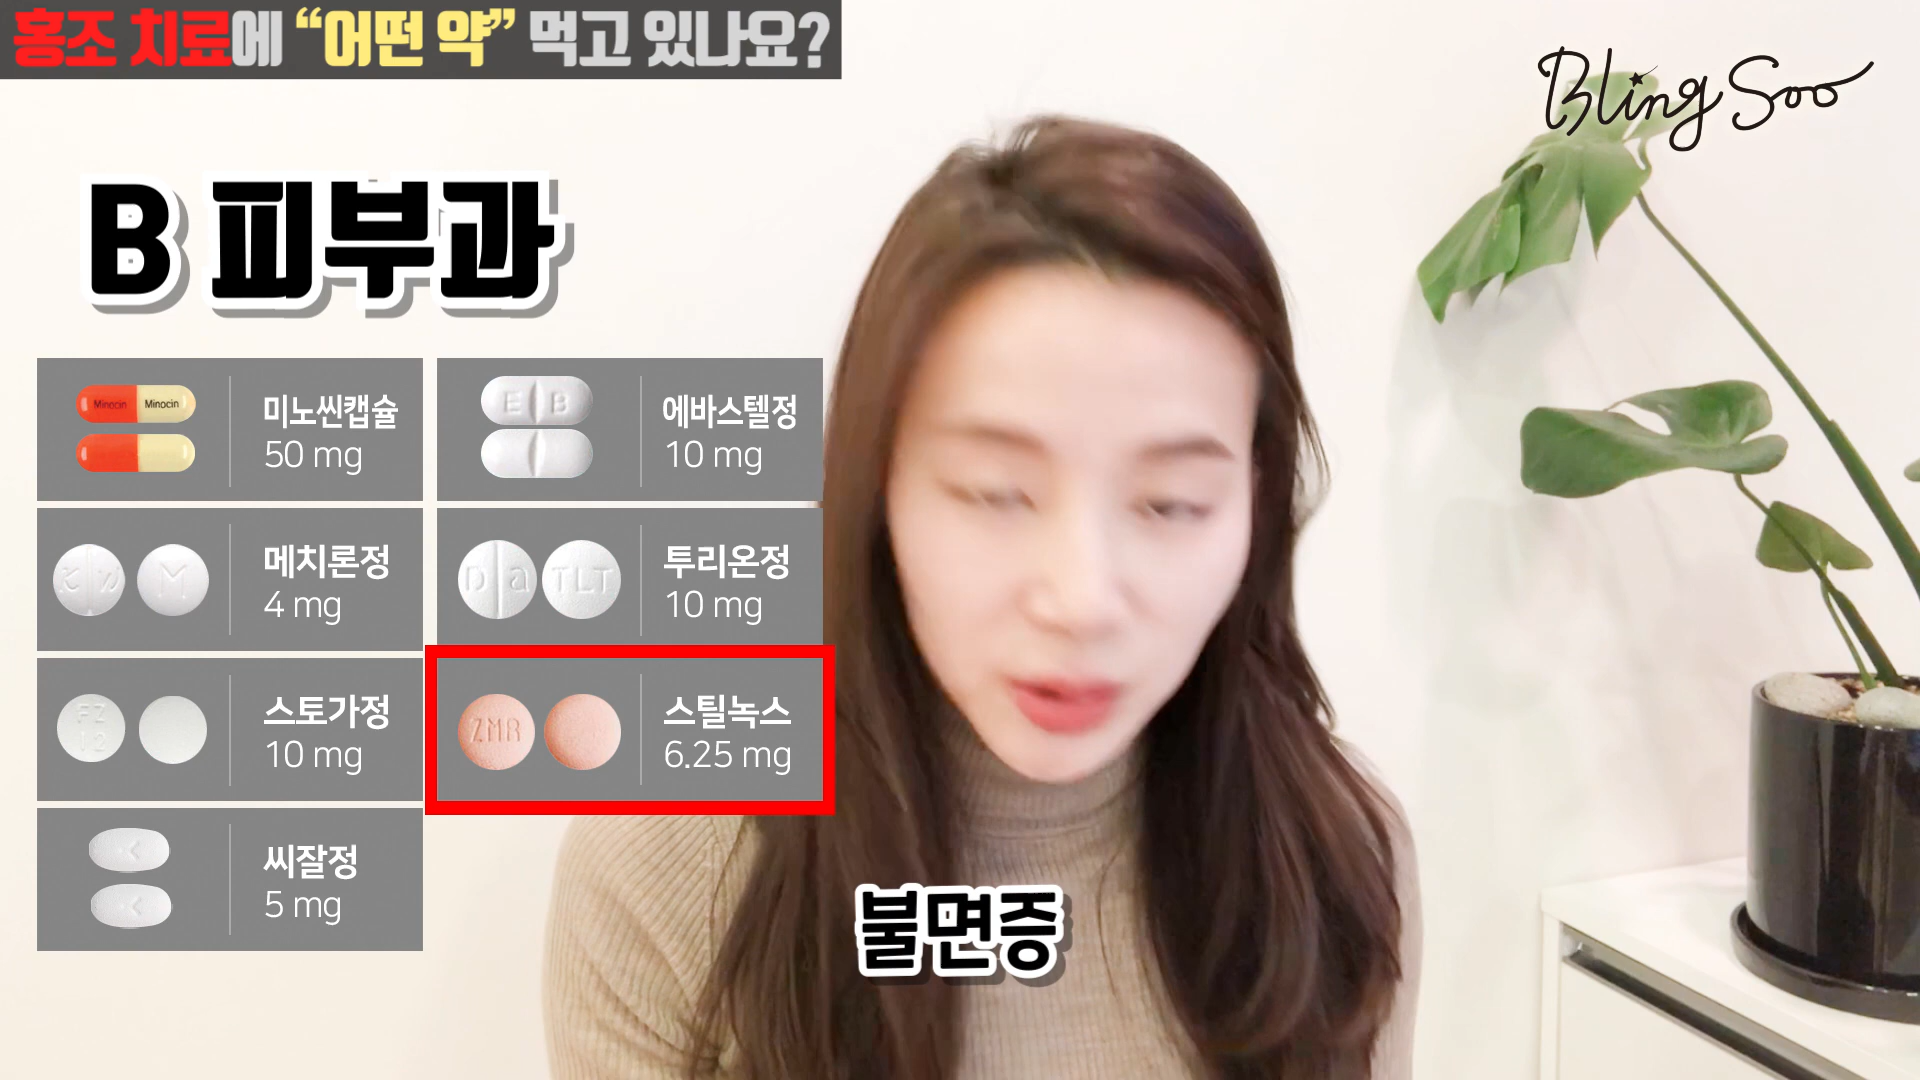 홍조 치료에 “어떤 약” 먹고 있나요?
Bling Soo
B 피부과
Minocin Minocin
미노씬캡슐
50 mg
E B
에바스텔정
10 mg
M
메치론정
4 mg
D a TLT
투리온정
10 mg
FZ
12
스토가정
10 mg
ZMR
스틸녹스
6.25 mg
씨잘정
5 mg
불면증